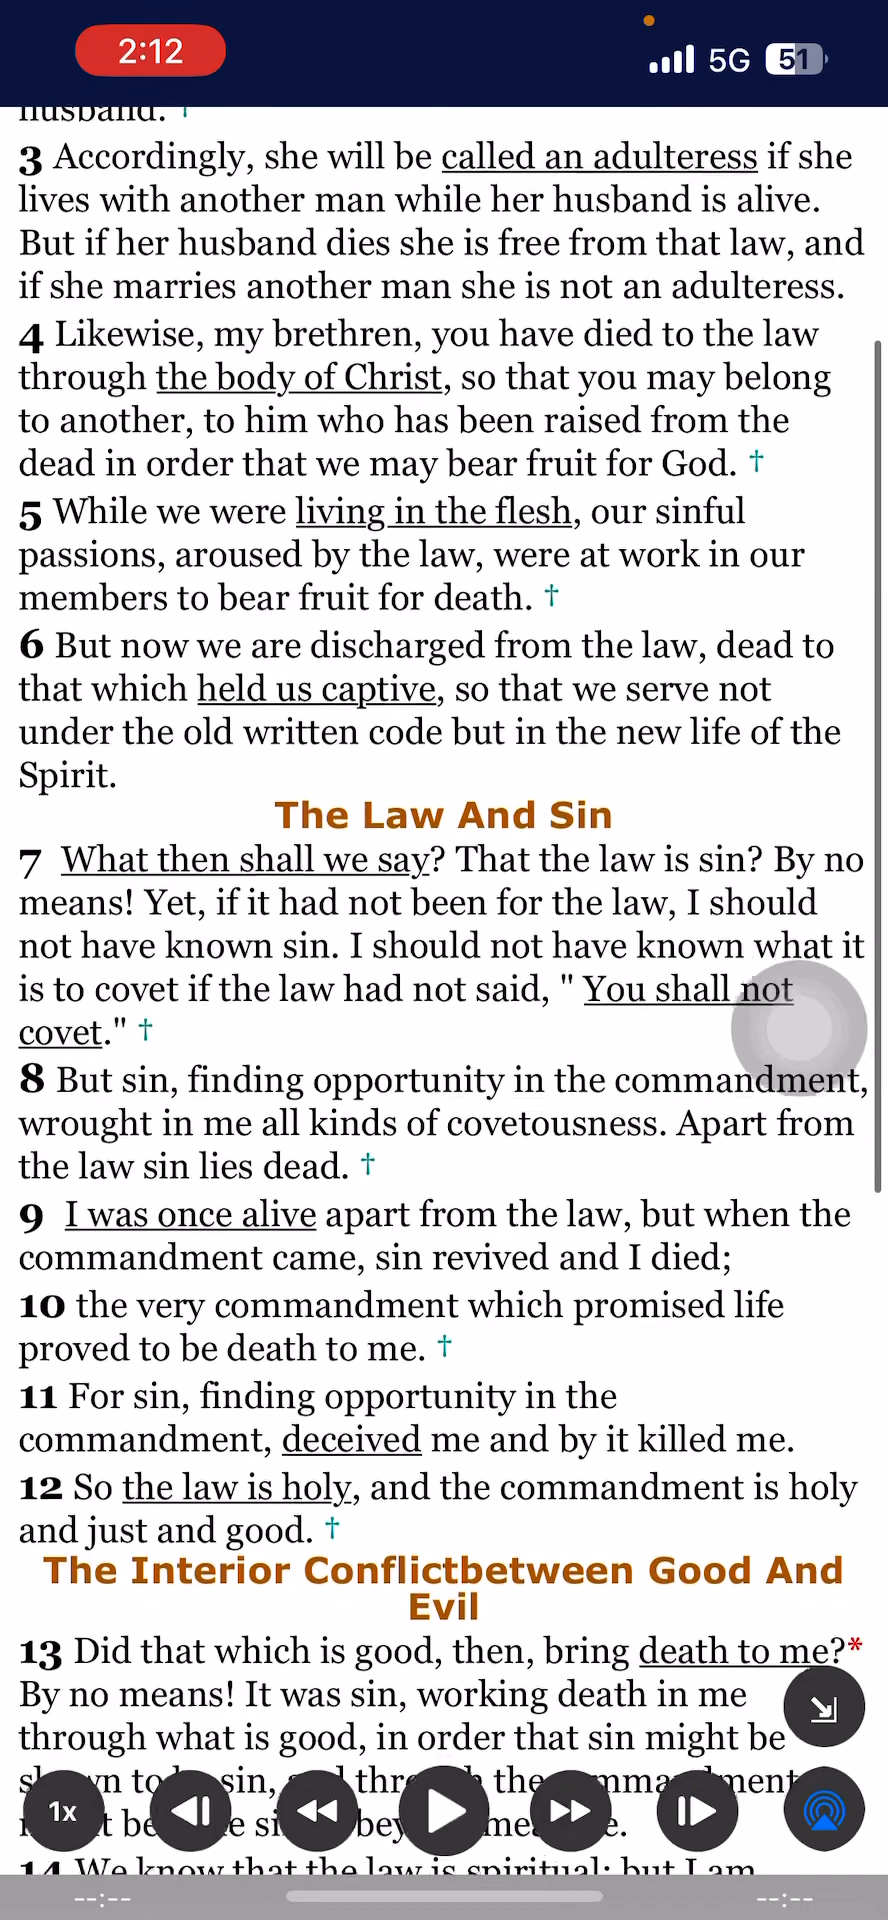 2:12
5G 51
husband. †
3 Accordingly, she will be called an adulteress if she
lives with another man while her husband is alive.
But if her husband dies she is free from that law, and
if she marries another man she is not an adulteress.
4 Likewise, my brethren, you have died to the law
through the body of Christ, so that you may belong
to another, to him who has been raised from the
dead in order that we may bear fruit for God. †
5 While we were living in the flesh, our sinful
passions, aroused by the law, were at work in our
members to bear fruit for death. †
6 But now we are discharged from the law, dead to
that which held us captive, so that we serve not
under the old written code but in the new life of the
Spirit.
The Law And Sin
7 What then shall we say? That the law is sin? By no
means! Yet, if it had not been for the law, I should
not have known sin. I should not have known what it
is to covet if the law had not said, " You shall not
covet." †
8 But sin, finding opportunity in the commandment,
wrought in me all kinds of covetousness. Apart from
the law sin lies dead. †
9 I was once alive apart from the law, but when the
commandment came, sin revived and I died;
10 the very commandment which promised life
proved to be death to me. †
11 For sin, finding opportunity in the
commandment, deceived me and by it killed me.
12 So the law is holy, and the commandment is holy
and just and good. †
The Interior Conflictbetween Good And
Evil
13 Did that which is good, then, bring death to me?*
By no means! It was sin, working death in me
through what is good, in order that sin might be
sin, the
1x
14 We know that the law is spiritual; but I am
--:-- --:--